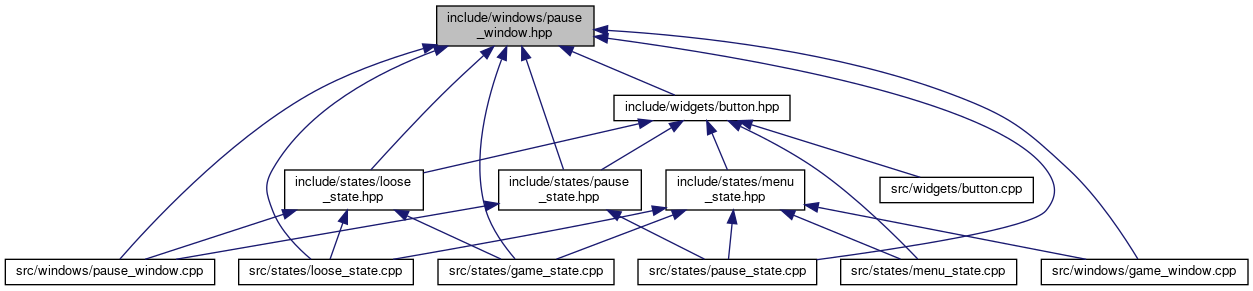 include/windows/pause
_window.hpp
include/widgets/button.hpp
include/states/loose
_state.hpp
include/states/pause
_state.hpp
include/states/menu
_state.hpp
src/widgets/button.cpp
src/windows/pause_window.cpp
src/states/loose_state.cpp
src/states/game_state.cpp
src/states/pause_state.cpp
src/states/menu_state.cpp
src/windows/game_window.cpp